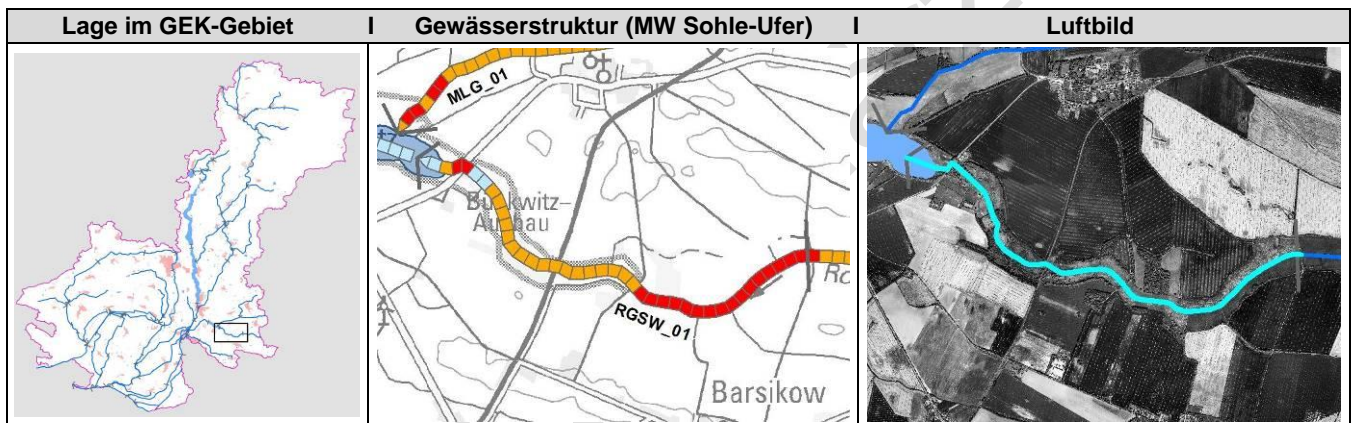 Lage im GEK-Gebiet I Gewässerstruktur (MW Sohle-Ufer) I Luftbild
MLG_01
RGSW_01
Barsikow